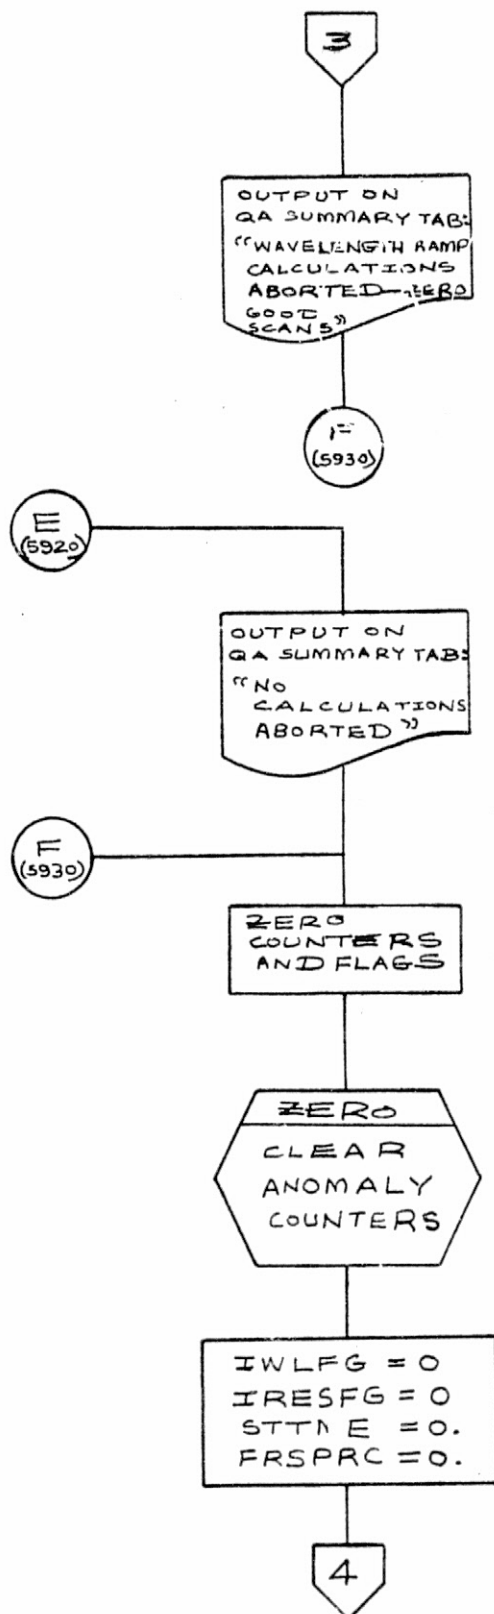 3
OUTPUT ON
QA SUMMARY TAB:
“WAVELENGTH RAMP
CALCULATIONS
ABORTED—ZERO
GOOD
SCANS”
F
(5930)
E
(5920)
OUTPUT ON
QA SUMMARY TAB:
“NO
CALCULATIONS
ABORTED”
F
(5930)
ZERO
COUNTERS
AND FLAGS
ZERO
CLEAR
ANOMALY
COUNTERS
IWLFG = 0
IRESFG = 0
= 0.
FRSPRC = 0.
4